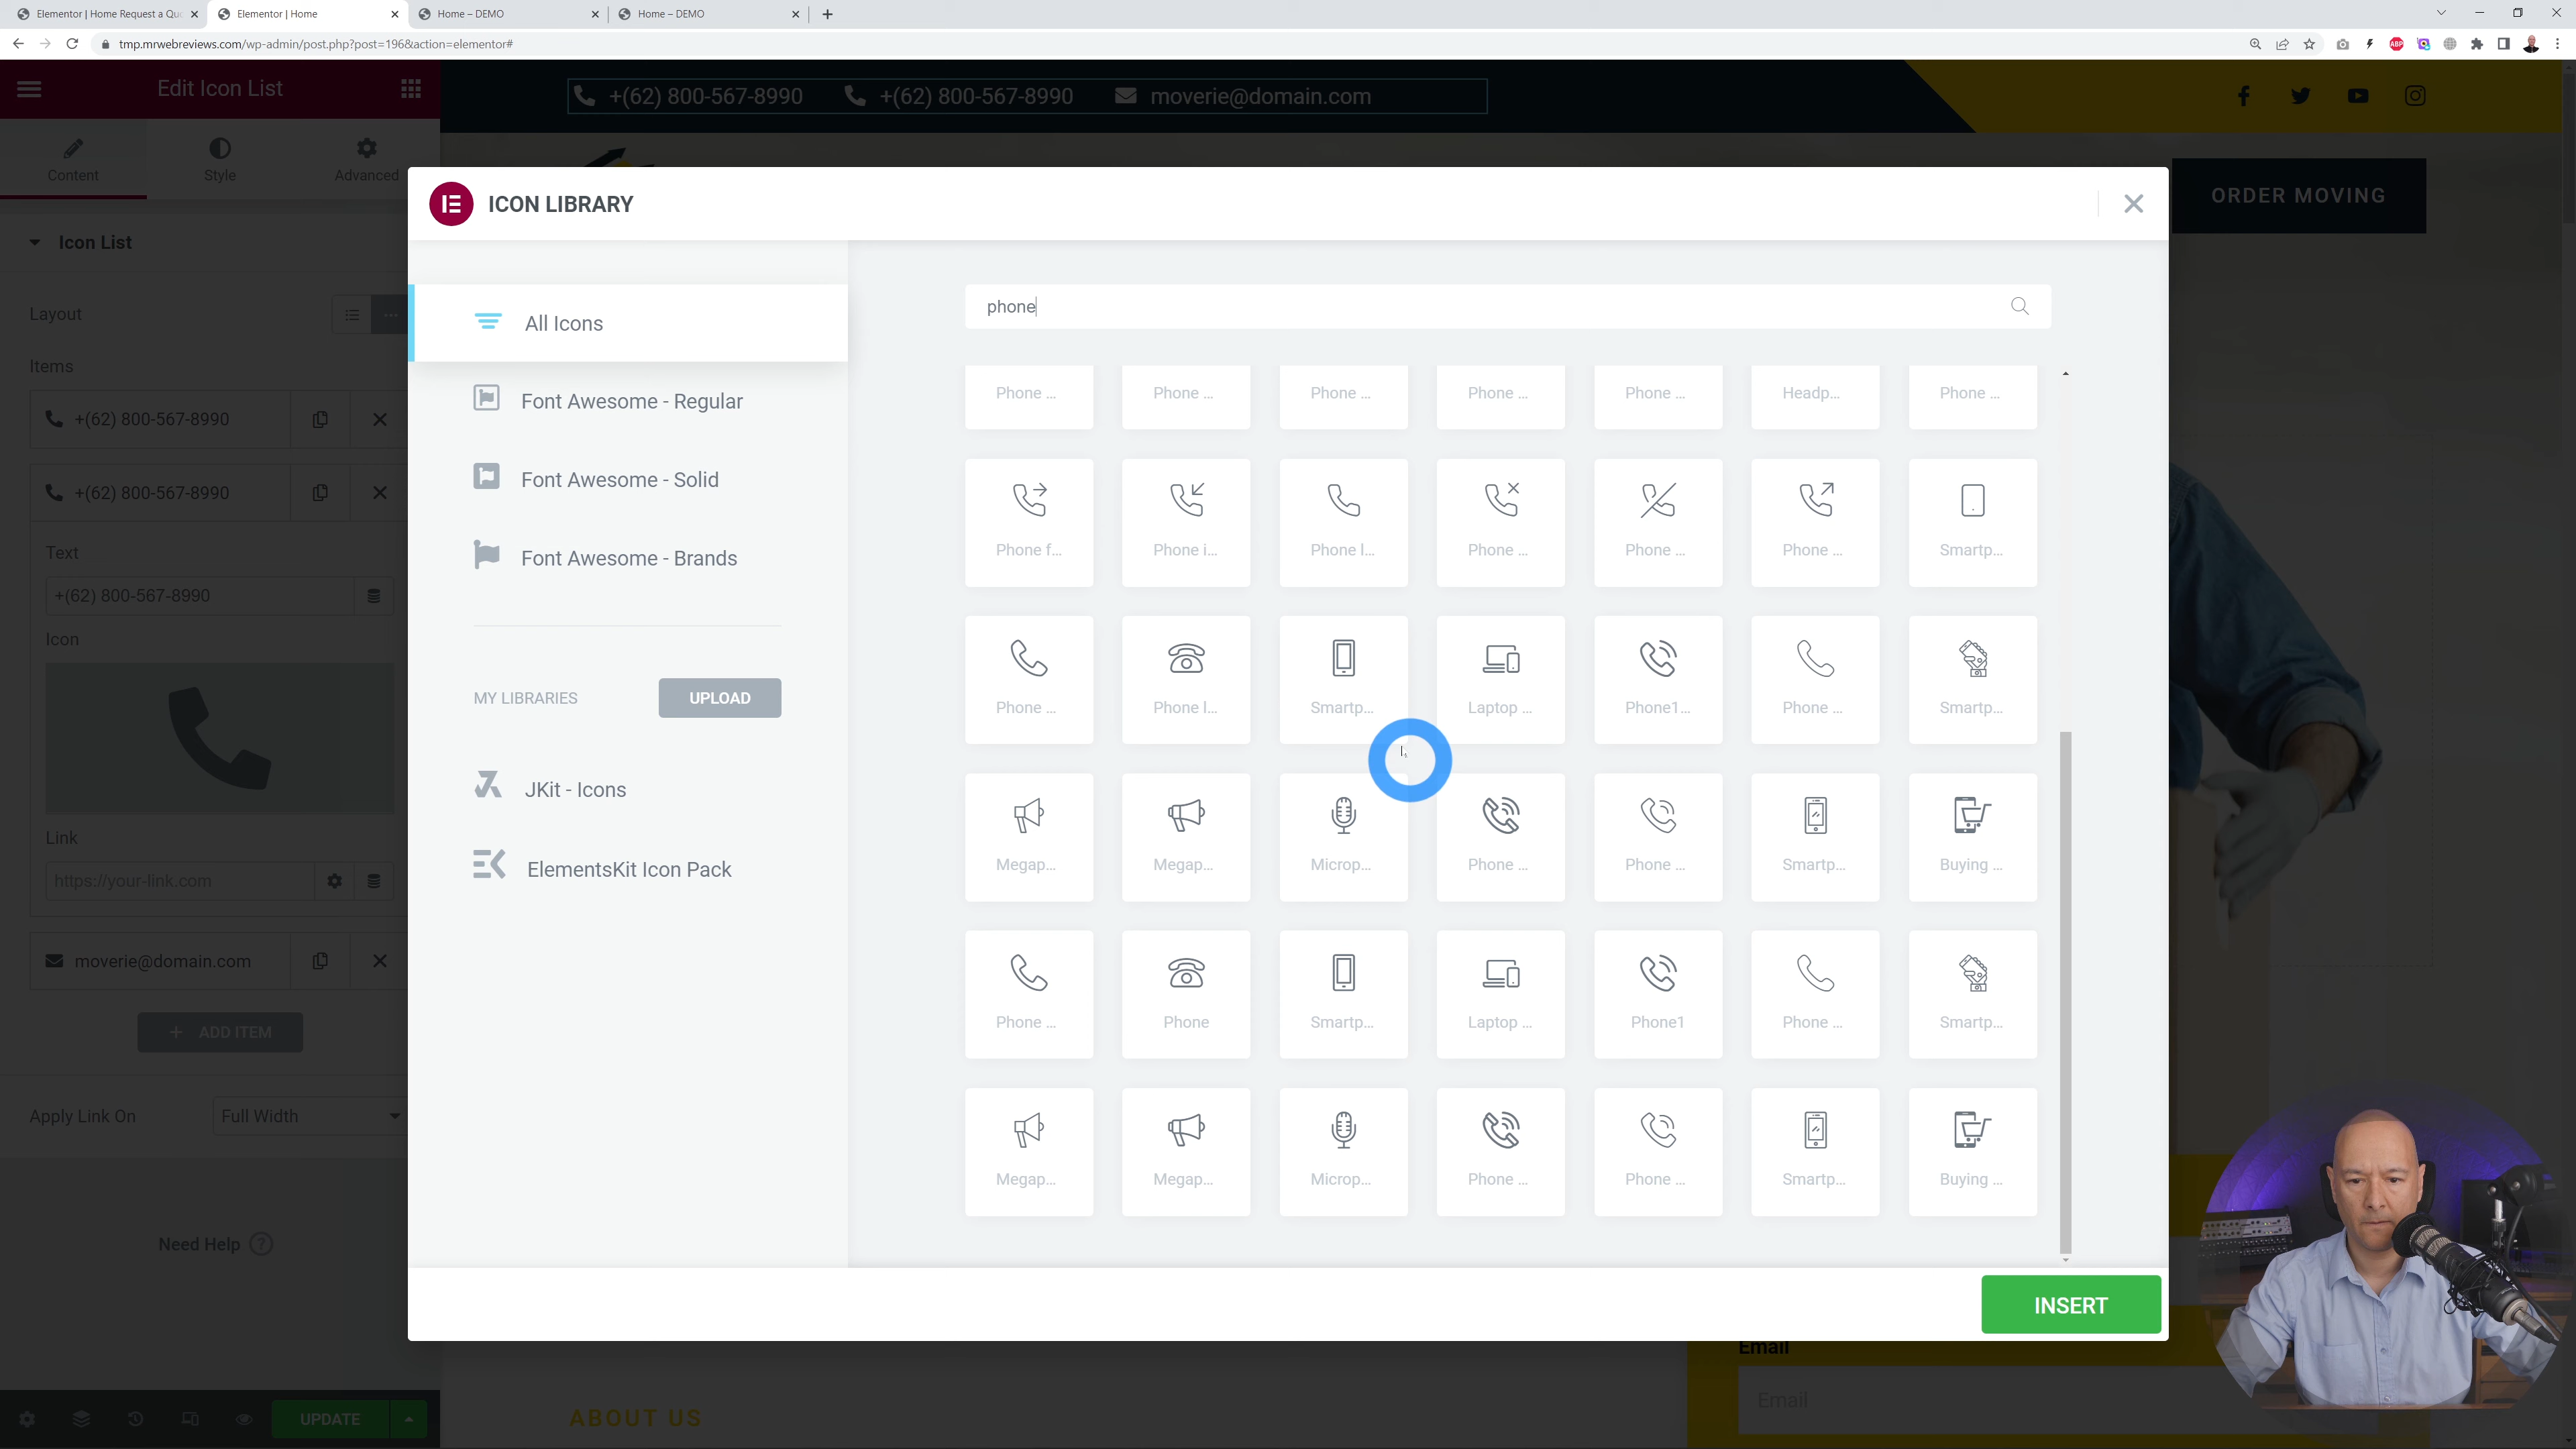 Elementor | Home Request a Qu
Elementor | Home
Home – DEMO
Home – DEMO
tmp.mrwebreviews.com/wp-admin/post.php?post=196&action=elementor#
ABP
Edit Icon List
+(62) 800-567-8990
+(62) 800-567-8990
moverie@domain.com
Content
Style
Advanced
ORDER MOVING
ICON LIBRARY
Icon List
Layout
Items
+(62) 800-567-8990
+(62) 800-567-8990
Text
+(62) 800-567-8990
Icon
Link
https://your-link.com
moverie@domain.com
ADD ITEM
Apply Link On
Full Width
Need Help
UPDATE
All Icons
Font Awesome - Regular
Font Awesome - Solid
Font Awesome - Brands
MY LIBRARIES
UPLOAD
JKit - Icons
ElementsKit Icon Pack
phone
Phone ... Phone ... Phone ... Phone ... Phone ... Headp... Phone ...
Phone f... Phone i... Phone l... Phone ... Phone ... Phone ... Smartp...
Phone ... Phone l... Smartp... Laptop ... Phone1... Phone ... Smartp...
Megap... Megap... Microp... Phone ... Phone ... Smartp... Buying ...
Phone ... Phone Smartp... Laptop ... Phone1 Phone ... Smartp...
Megap... Megap... Microp... Phone ... Phone ... Smartp... Buying ...
INSERT
Email
Email
ABOUT US